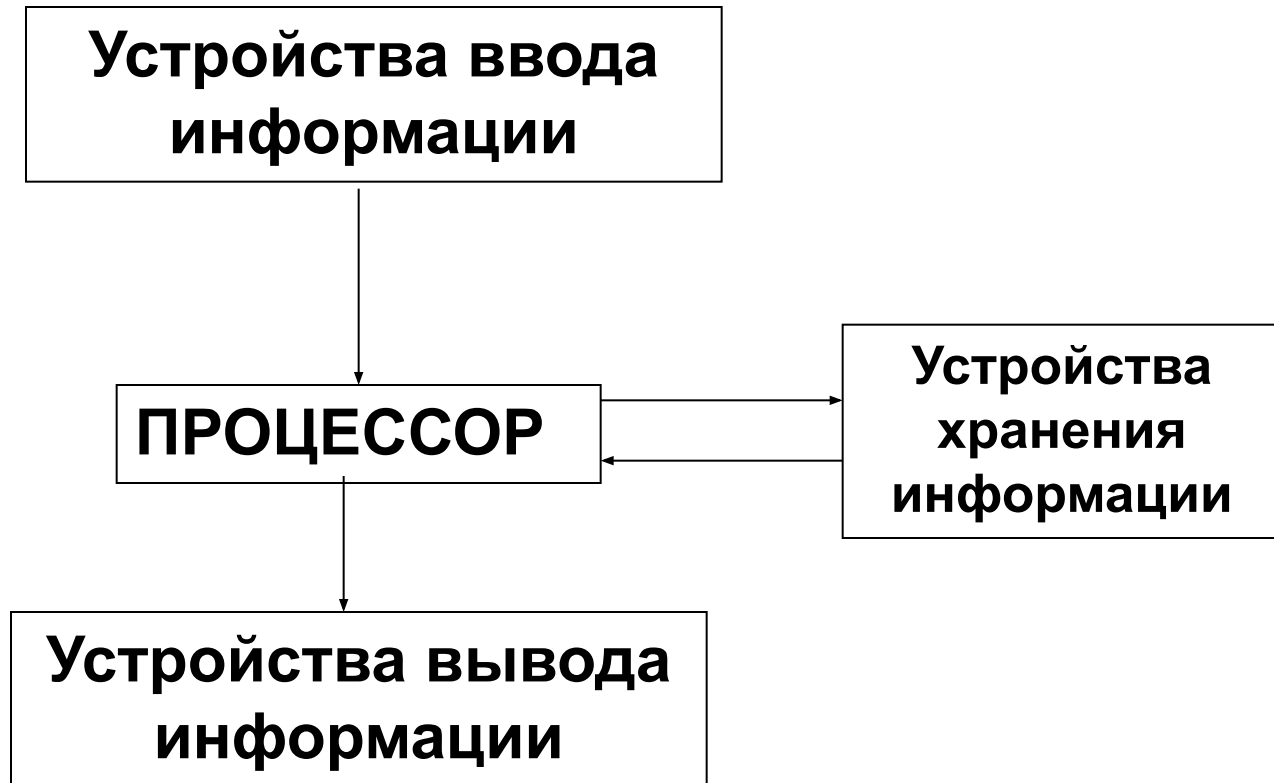 Устройства ввода
информации
ПРОЦЕССОР
Устройства
хранения
информации
Устройства вывода
информации